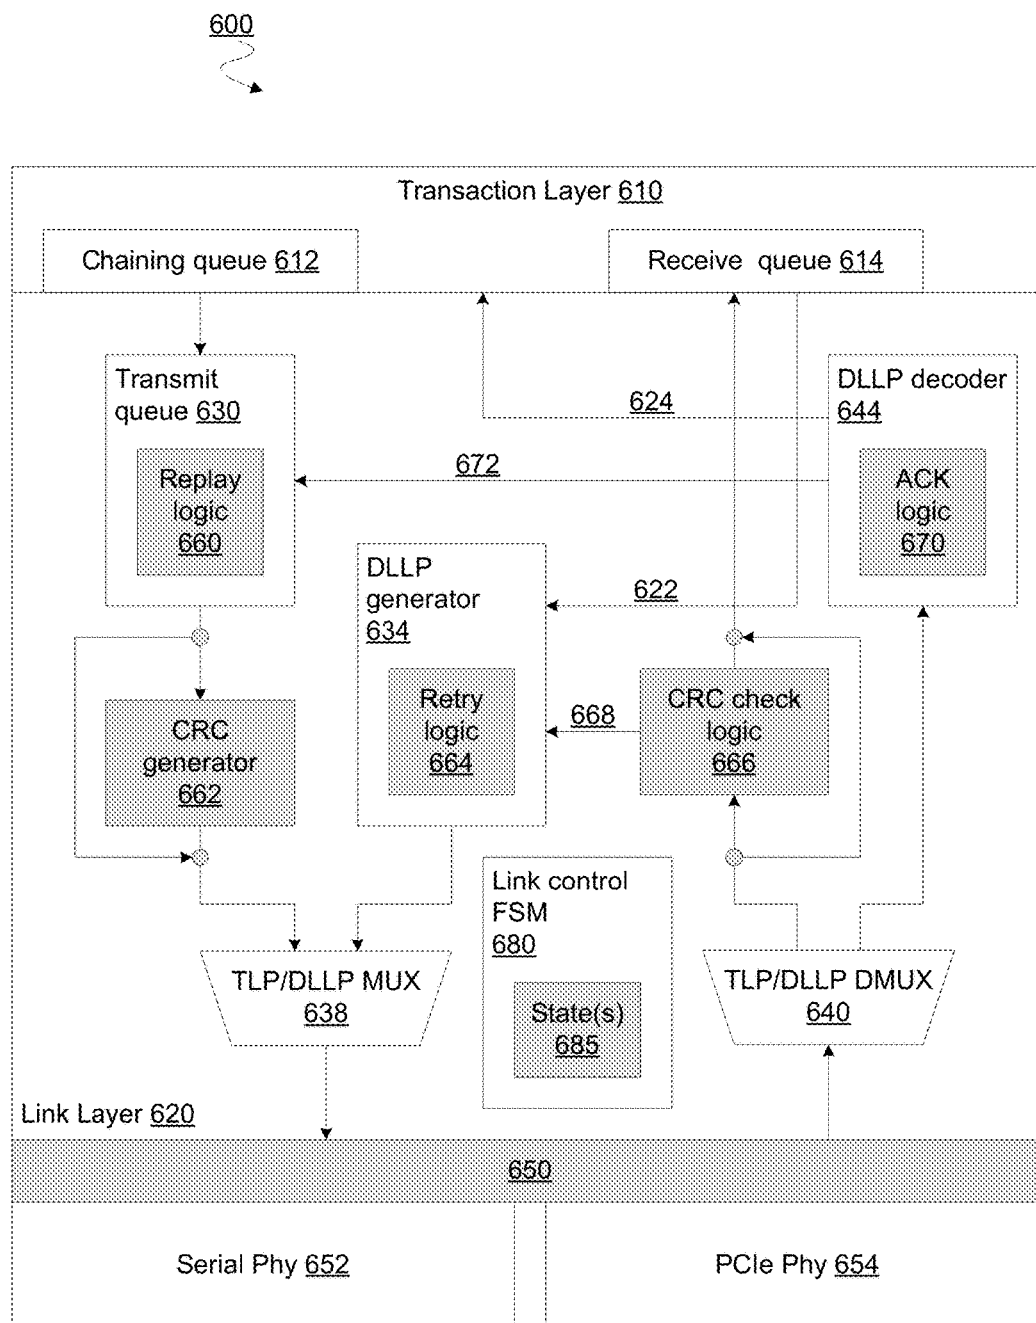 600
Transaction Layer 610
Chaining queue 612
Receive queue 614
Transmit
queue 630
Replay
logic
660
624
672
DLLP decoder
644
ACK
logic
670
DLLP
generator
634
Retry
logic
664
622
668
CRC check
logic
666
CRC
generator
662
Link control
FSM
680
State(s)
685
TLP/DLLP MUX
638
TLP/DLLP DMUX
640
Link Layer 620
650
Serial Phy 652
PCIe Phy 654